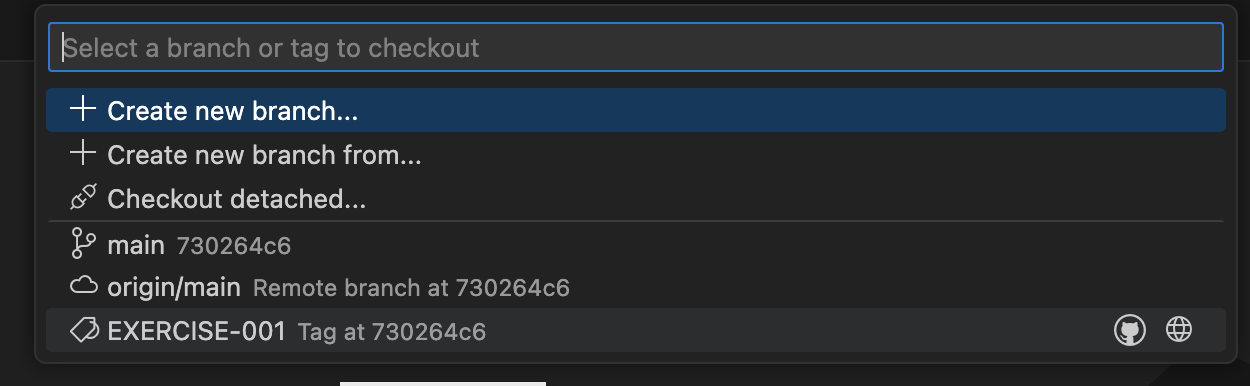 Select a branch or tag to checkout
Create new branch...
Create new branch from...
Checkout detached...
main 730264c6
origin/main Remote branch at 730264c6
EXERCISE-001 Tag at 730264c6